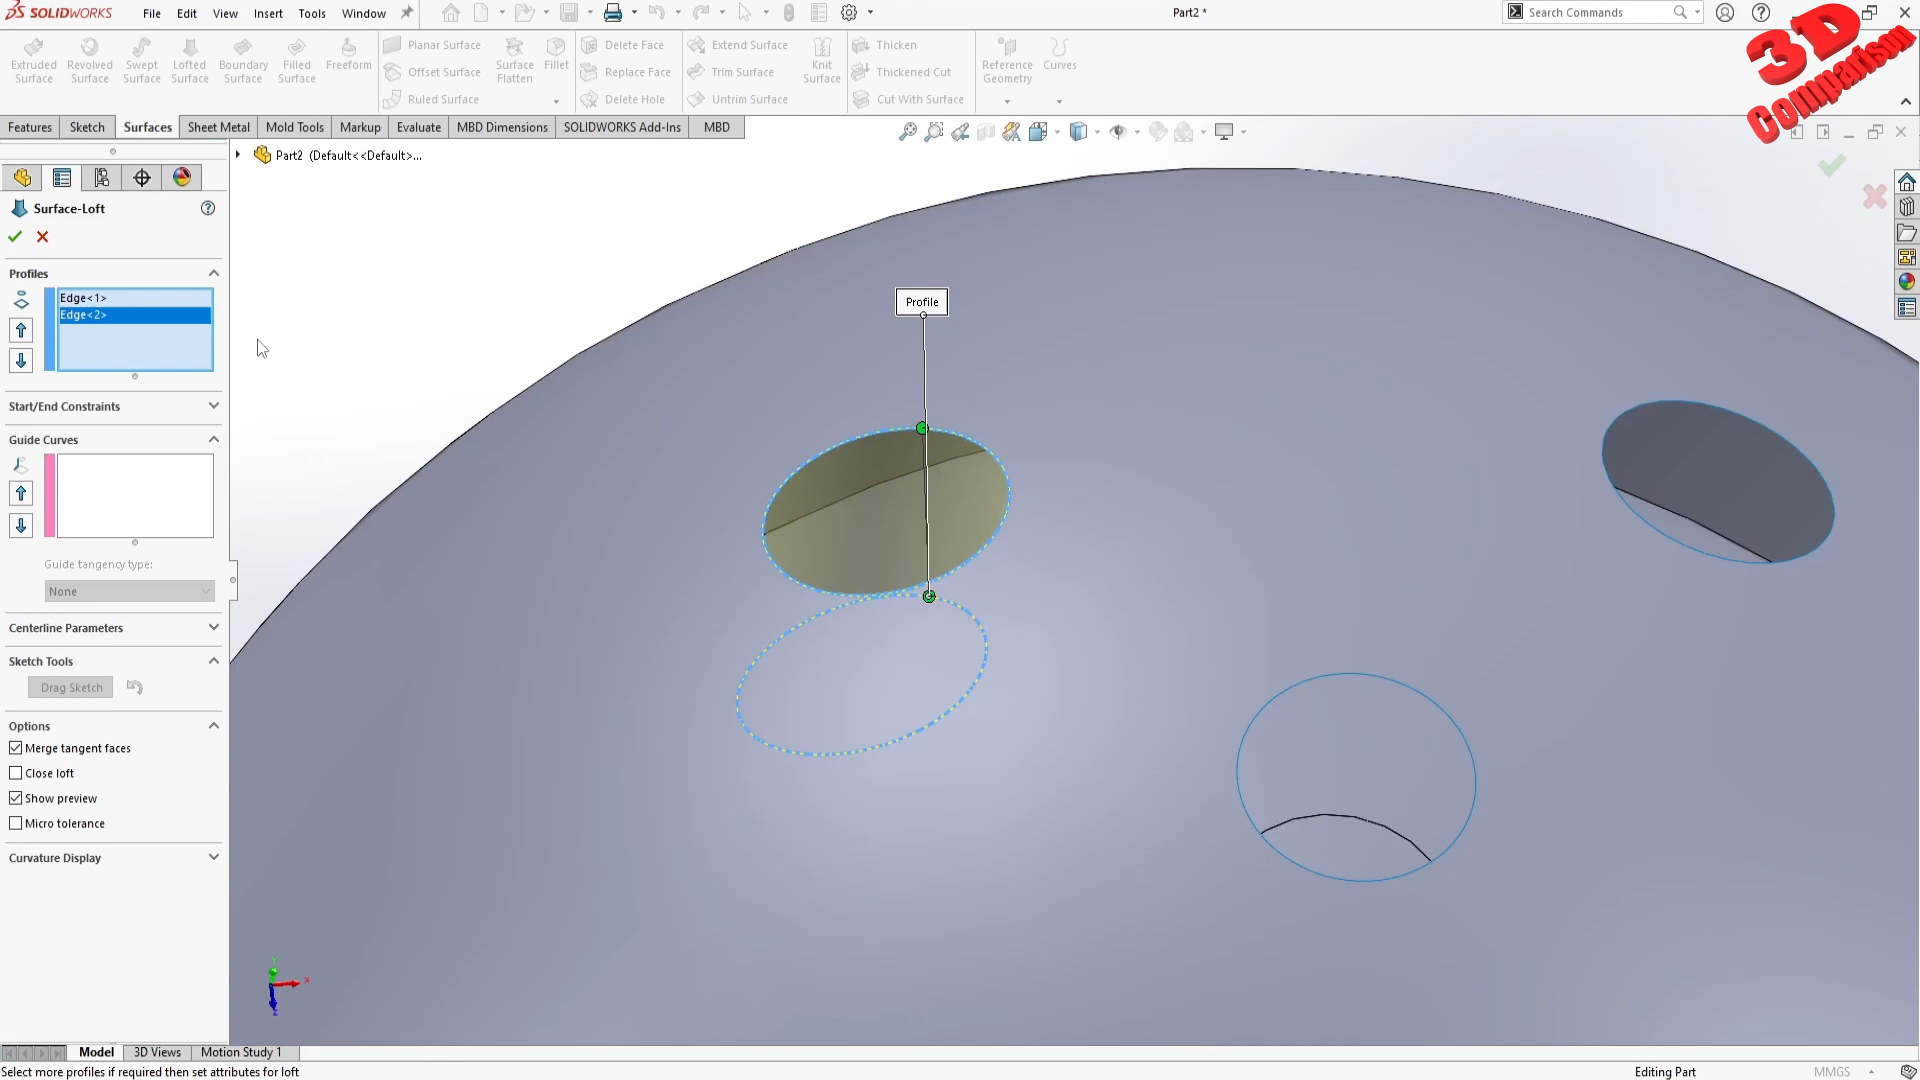 SOLIDWORKS File Edit View Insert Tools Window Part2 * Search Commands
3D Comparison
Extruded Surface Revolved Surface Swept Surface Lofted Surface Boundary Surface Filled Surface Freeform Planar Surface Offset Surface Ruled Surface Surface Flatten Fillet Delete Face Replace Face Delete Hole Extend Surface Trim Surface Untrim Surface Knit Surface Thicken Thickened Cut Cut With Surface Reference Geometry Curves
Features Sketch Surfaces Sheet Metal Mold Tools Markup Evaluate MBD Dimensions SOLIDWORKS Add-Ins MBD
Part2 (Default<<Default>...
Surface-Loft
Profiles
Edge<1>
Edge<2>
Profile
Start/End Constraints
Guide Curves
Guide tangency type:
None
Centerline Parameters
Sketch Tools
Drag Sketch
Options
Merge tangent faces
Close loft
Show preview
Micro tolerance
Curvature Display
Y
X
Z
Model 3D Views Motion Study 1
Select more profiles if required then set attributes for loft Editing Part MMGS